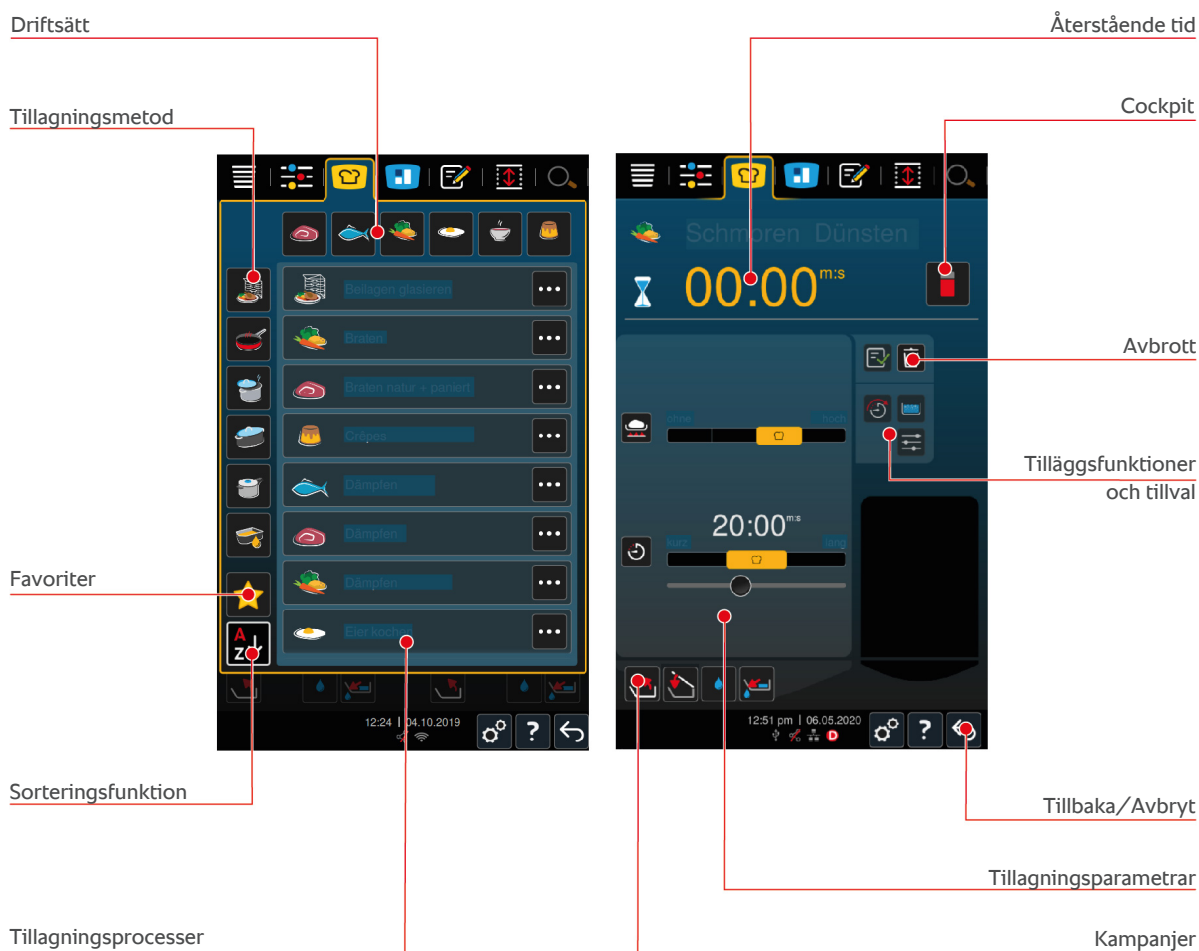 Driftsätt
Återstående tid
Tillagningsmetod
Cockpit
Schmoren Dünsten
00:00 m:s
Beilagen glasieren
Braten
Braten natur + paniert
Crêpes
Dämpfen
Dämpfen
Dämpfen
Eier kochen
Avbrott
ohne hoch
Tilläggsfunktioner
och tillval
20:00 m:s
kurz lang
Favoriter
A
Z
12:24 | 04.10.2019
?
12:51 pm | 06.05.2020
D
?
Sorteringsfunktion
Tillbaka/Avbryt
Tillagningsparametrar
Tillagningsprocesser
Kampanjer